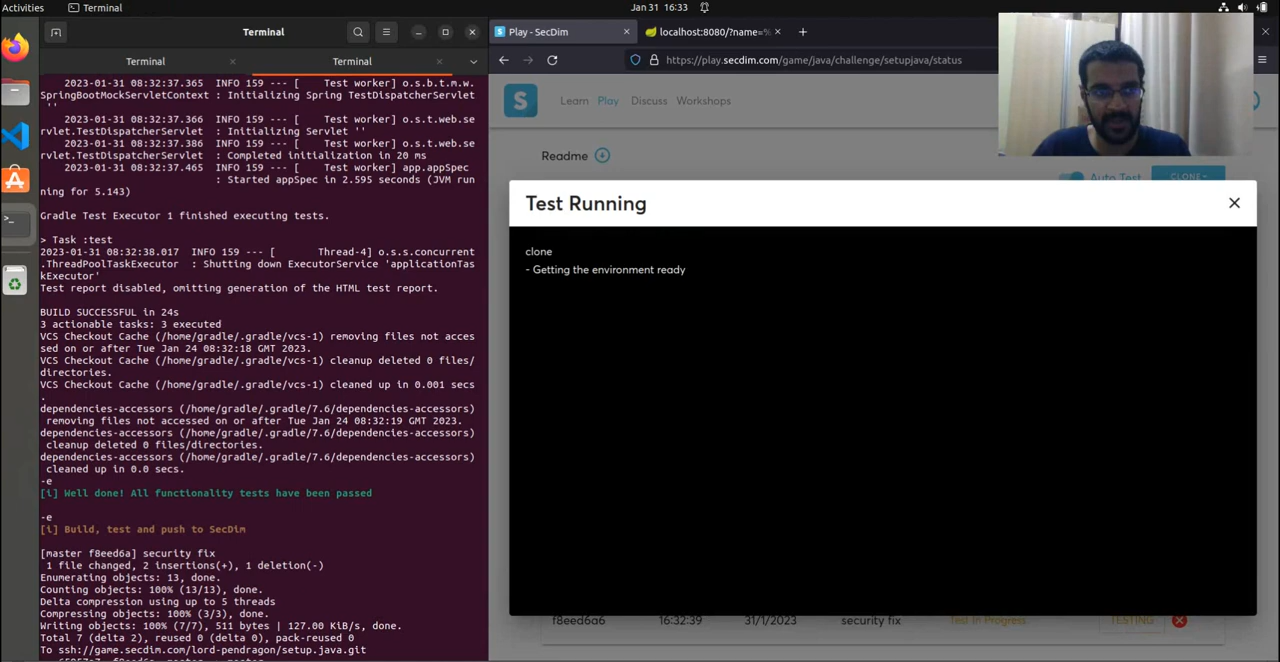 Activities
Terminal
Jan 31 16:33
Terminal
Terminal
Terminal
2023-01-31 08:32:37.365 INFO 159 --- [ Test worker] o.s.b.t.m.w.
SpringBootMockServletContext : Initializing Spring TestDispatcherServlet
''
2023-01-31 08:32:37.366 INFO 159 --- [ Test worker] o.s.t.web.se
rvlet.TestDispatcherServlet : Initializing Servlet ''
2023-01-31 08:32:37.386 INFO 159 --- [ Test worker] o.s.t.web.se
rvlet.TestDispatcherServlet : Completed initialization in 20 ms
2023-01-31 08:32:37.465 INFO 159 --- [ Test worker] app.appSpec
: Started appSpec in 2.595 seconds (JVM run
ning for 5.143)
Gradle Test Executor 1 finished executing tests.
> Task :test
2023-01-31 08:32:38.017 INFO 159 --- [ Thread-4] o.s.s.concurrent
.ThreadPoolTaskExecutor : Shutting down ExecutorService 'applicationTas
kExecutor'
Test report disabled, omitting generation of the HTML test report.
BUILD SUCCESSFUL in 24s
3 actionable tasks: 3 executed
VCS Checkout Cache (/home/gradle/.gradle/vcs-1) removing files not acces
sed on or after Tue Jan 24 08:32:18 GMT 2023.
VCS Checkout Cache (/home/gradle/.gradle/vcs-1) cleanup deleted 0 files/
directories.
VCS Checkout Cache (/home/gradle/.gradle/vcs-1) cleaned up in 0.001 secs
.
dependencies-accessors (/home/gradle/.gradle/7.6/dependencies-accessors)
removing files not accessed on or after Tue Jan 24 08:32:19 GMT 2023.
dependencies-accessors (/home/gradle/.gradle/7.6/dependencies-accessors)
cleanup deleted 0 files/directories.
dependencies-accessors (/home/gradle/.gradle/7.6/dependencies-accessors)
cleaned up in 0.0 secs.
-e
[i] Well done! All functionality tests have been passed
-e
[i] Build, test and push to SecDim
[master f8eed6a] security fix
1 file changed, 2 insertions(+), 1 deletion(-)
Enumerating objects: 13, done.
Counting objects: 100% (13/13), done.
Delta compression using up to 5 threads
Compressing objects: 100% (3/3), done.
Writing objects: 100% (7/7), 511 bytes | 127.00 KiB/s, done.
Total 7 (delta 2), reused 0 (delta 0), pack-reused 0
To ssh://game.secdim.com/lord-pendragon/setup.java.git
S Play - SecDim
localhost:8080/?name=%
https://play.secdim.com/game/java/challenge/setupjava/status
S
Learn
Play
Discuss
Workshops
Readme
Auto Test
CLONE
Test Running
clone
- Getting the environment ready
f8eed6a6
16:32:39
31/1/2023
security fix
Test In Progress
TESTING